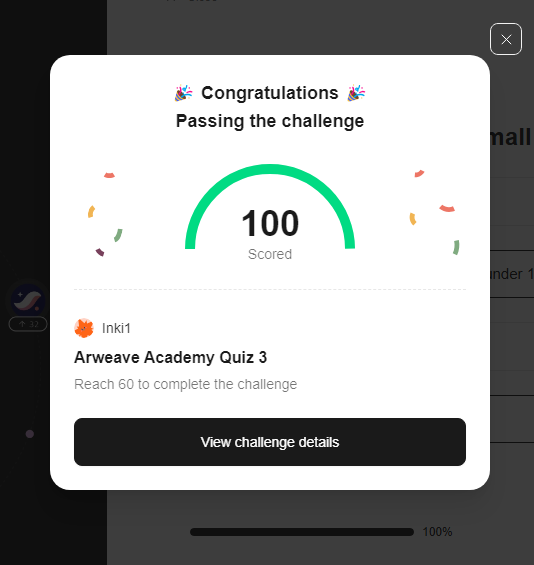 Congratulations
Passing the challenge
mall
100
Scored
under 1
32
Inki1
Arweave Academy Quiz 3
Reach 60 to complete the challenge
View challenge details
100%